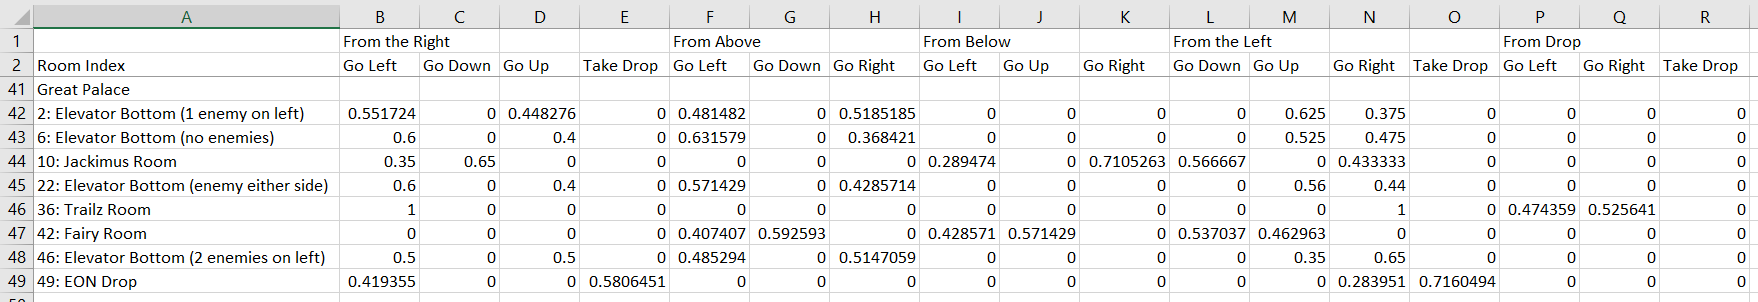 A B C D E F G H I J K L M N O P Q R
1 From the Right From Above From Below From the Left From Drop
2 Room Index Go Left Go Down Go Up Take Drop Go Left Go Down Go Right Go Left Go Up Go Right Go Down Go Up Go Right Take Drop Go Left Go Right Take Drop
41 Great Palace
42 2: Elevator Bottom (1 enemy on left) 0.551724 0 0.448276 0 0.481482 0 0.5185185 0 0 0 0 0.625 0.375 0 0 0 0
43 6: Elevator Bottom (no enemies) 0.6 0 0.4 0 0.631579 0 0.368421 0 0 0 0 0.525 0.475 0 0 0 0
44 10: Jackimus Room 0.35 0.65 0 0 0 0 0 0.289474 0 0.7105263 0.566667 0 0.433333 0 0 0 0
45 22: Elevator Bottom (enemy either side) 0.6 0 0.4 0 0.571429 0 0.4285714 0 0 0 0 0.56 0.44 0 0 0 0
46 36: Trailz Room 1 0 0 0 0 0 0 0 0 0 0 0 1 0 0.474359 0.525641 0
47 42: Fairy Room 0 0 0 0 0.407407 0.592593 0 0.428571 0.571429 0 0.537037 0.462963 0 0 0 0 0
48 46: Elevator Bottom (2 enemies on left) 0.5 0 0.5 0 0.485294 0 0.5147059 0 0 0 0 0.35 0.65 0 0 0 0
49 49: EON Drop 0.419355 0 0 0.5806451 0 0 0 0 0 0 0 0 0.283951 0.7160494 0 0 0